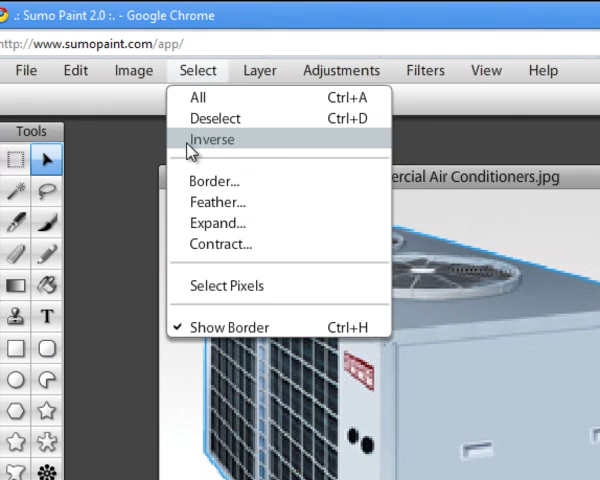 .: Sumo Paint 2.0 :. - Google Chrome
http://www.sumopaint.com/app/
File Edit Image Select Layer Adjustments Filters View Help
All Ctrl+A
Deselect Ctrl+D
Inverse
Tools
Border...
ercial Air Conditioners.jpg
Feather...
Expand...
Contract...
Select Pixels
T
Show Border Ctrl+H